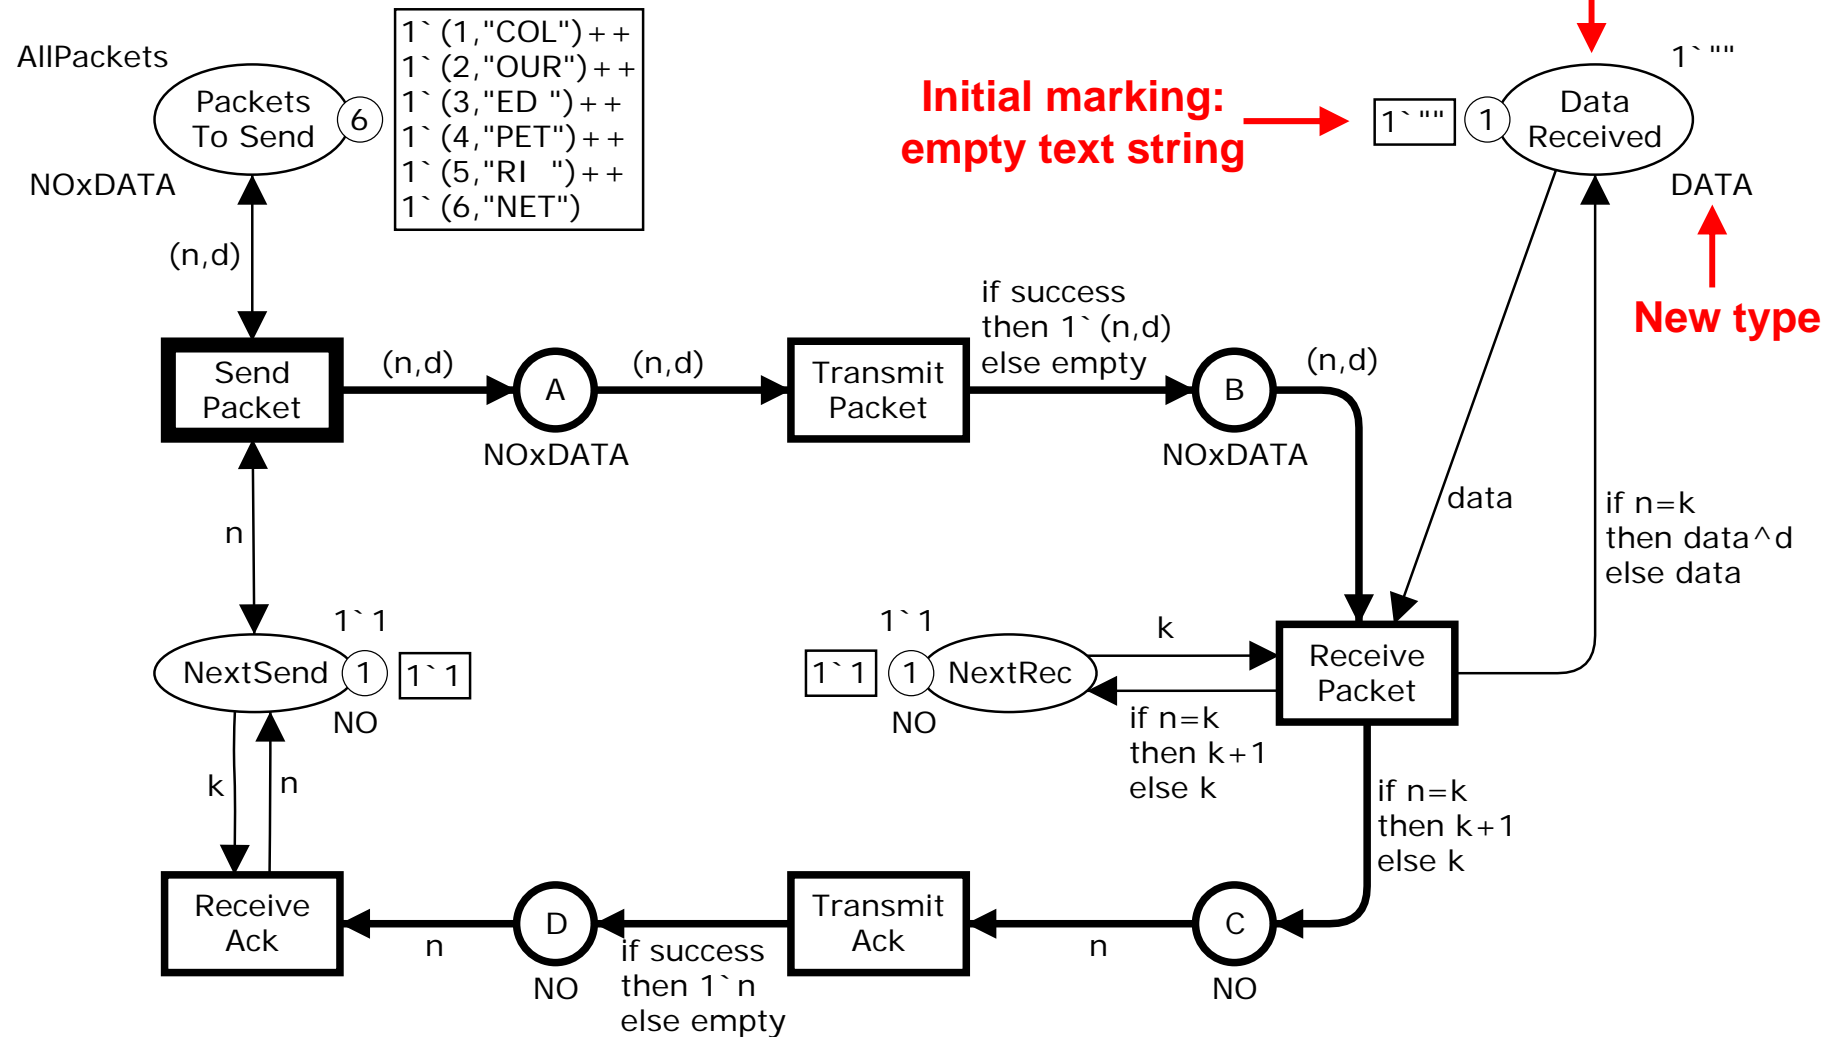 AllPackets
Packets
To Send
6
1`(1,"COL")++
1`(2,"OUR")++
1`(3,"ED ")++
1`(4,"PET")++
1`(5,"RI  ")++
1`(6,"NET")
NOxDATA
Initial marking:
empty text string
1`""
1
Data
Received
1`""
DATA
New type
(n,d)
Send
Packet
(n,d)
A
NOxDATA
(n,d)
Transmit
Packet
if success
then 1`(n,d)
else empty
B
NOxDATA
(n,d)
data
if n=k
then data^d
else data
n
1`1
NextSend
1
1`1
NO
1`1
1`1
1
NextRec
NO
k
if n=k
then k+1
else k
Receive
Packet
if n=k
then k+1
else k
k
n
Receive
Ack
n
D
NO
if success
then 1`n
else empty
Transmit
Ack
n
C
NO